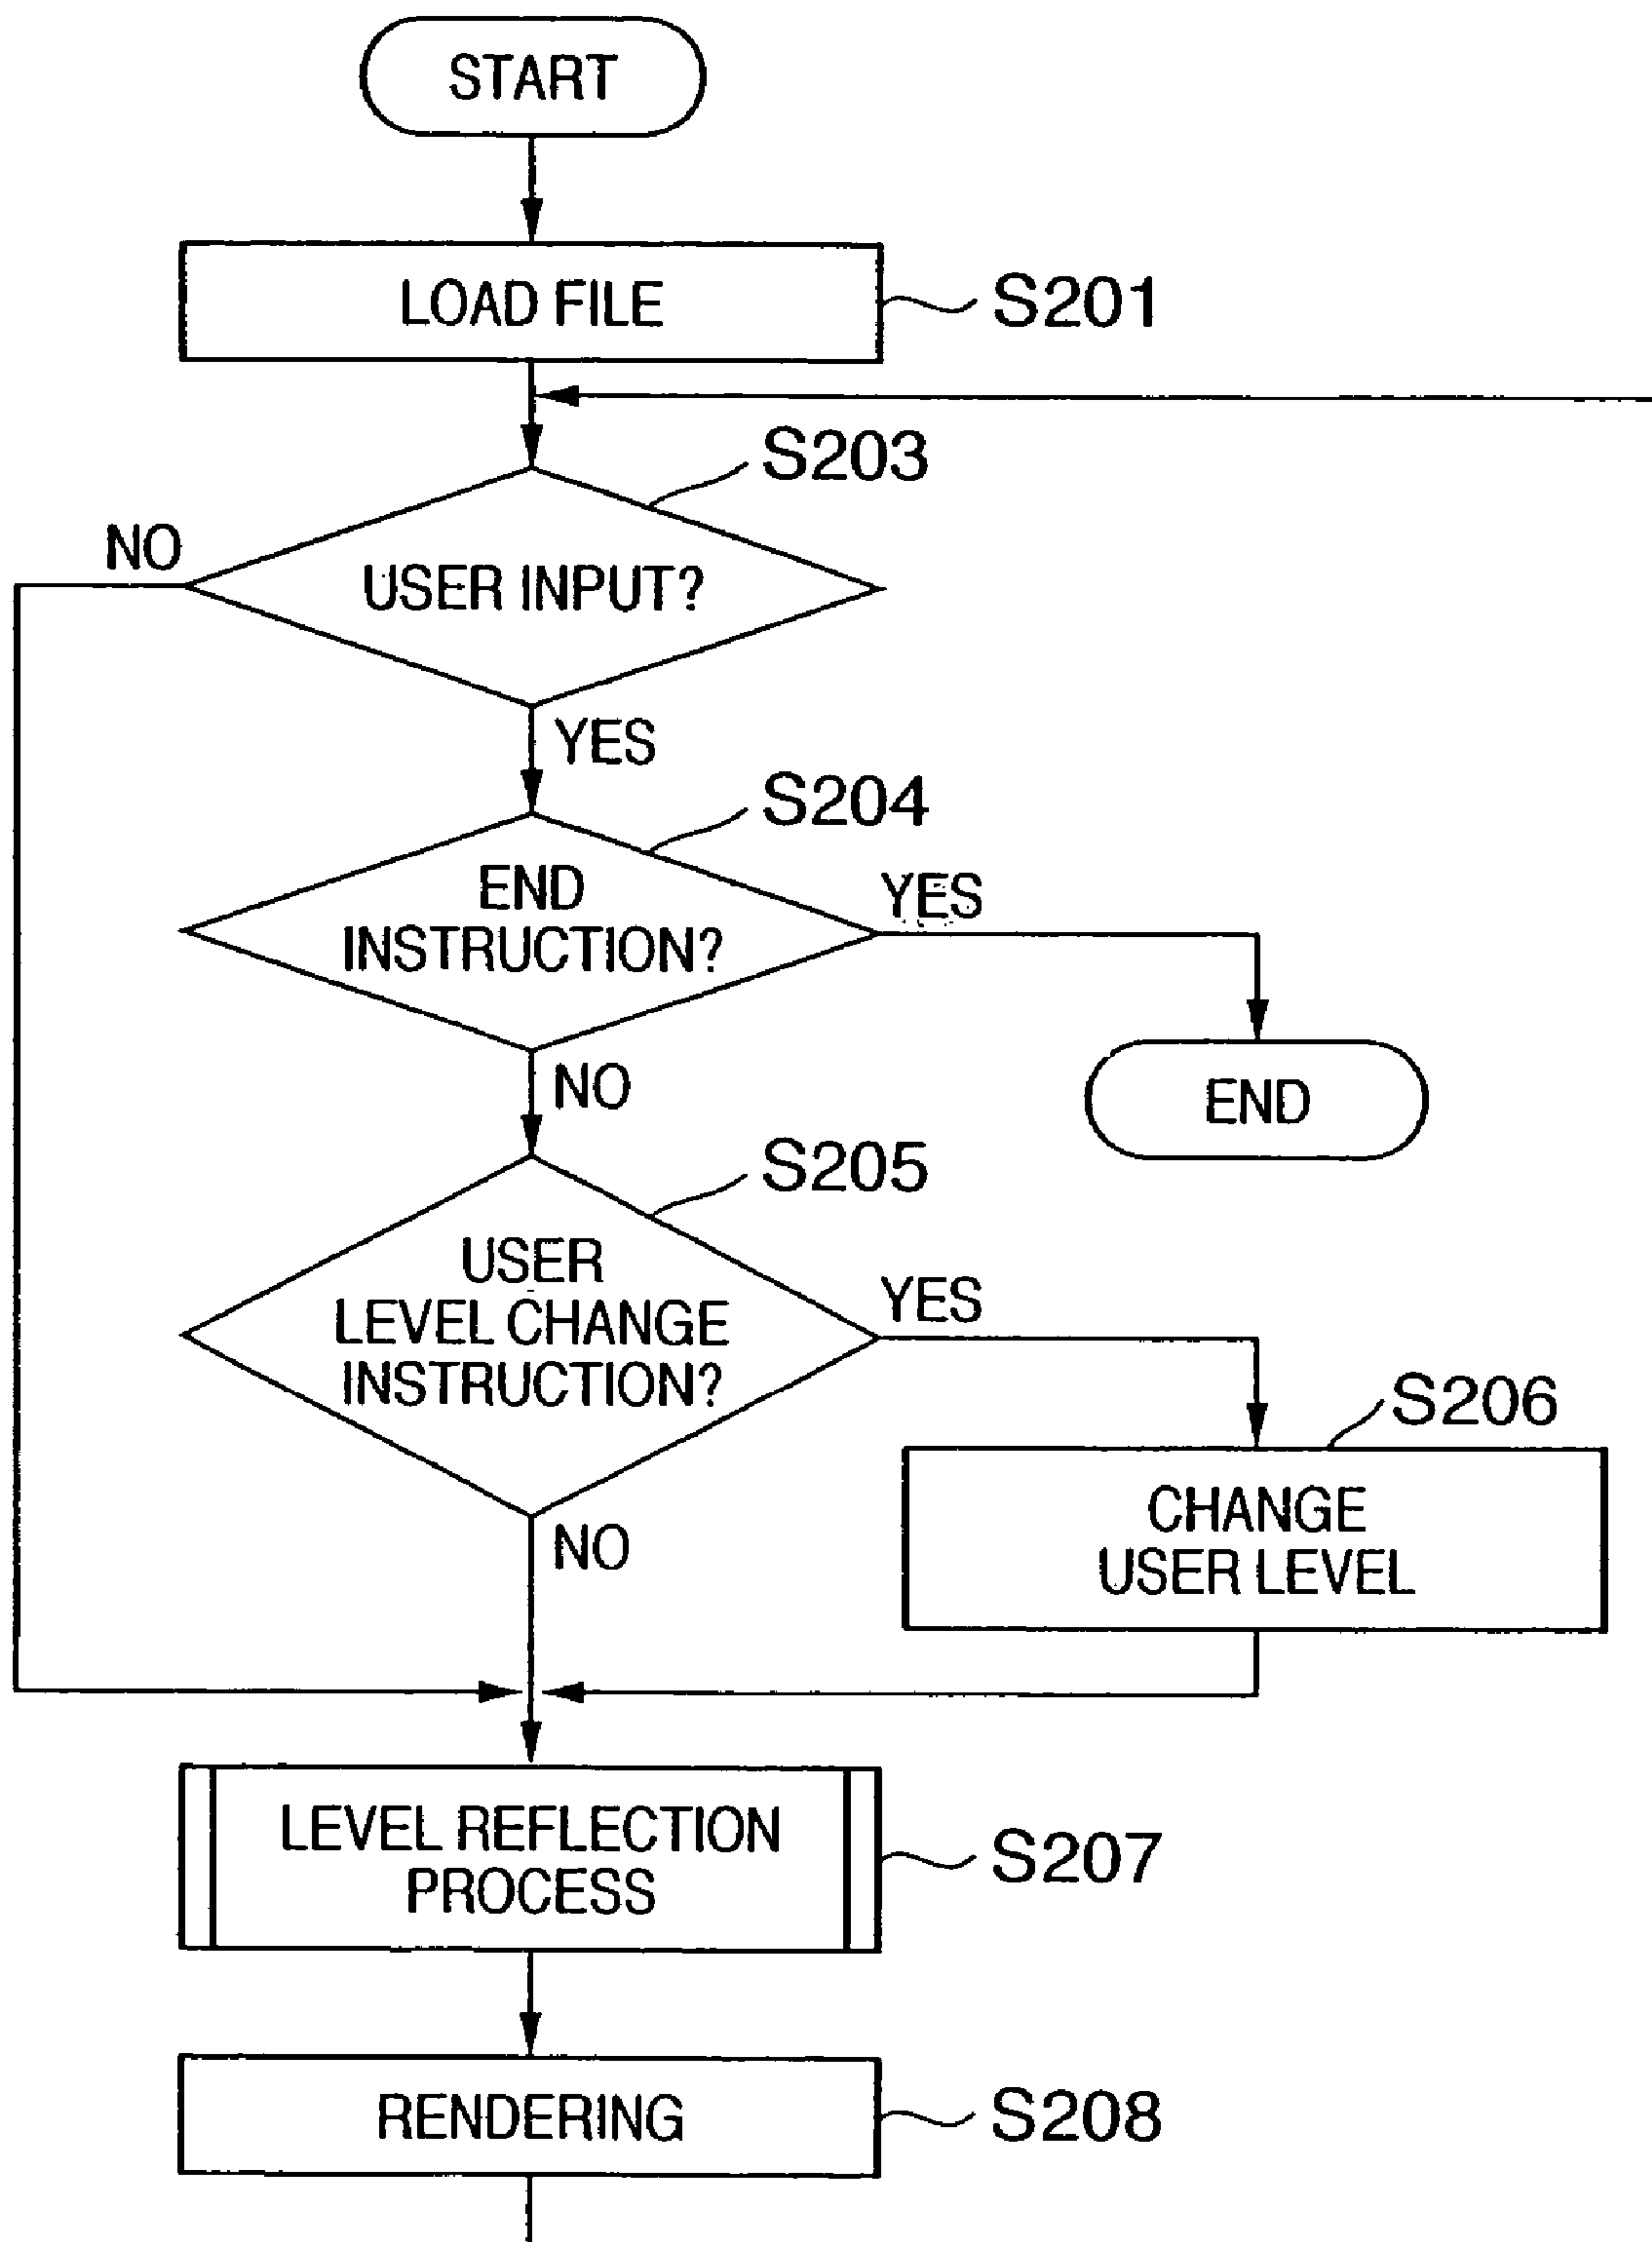 START
LOAD FILE
S201
S203
NO
USER INPUT?
YES
S204
END
INSTRUCTION?
YES
END
NO
S205
USER
LEVEL CHANGE
INSTRUCTION?
YES
S206
CHANGE
USER LEVEL
NO
LEVEL REFLECTION
PROCESS
S207
RENDERING
S208